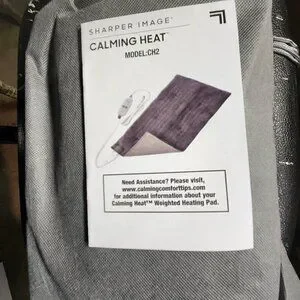 SHARPER IMAGE
CALMING HEAT
MODEL:CH2
Need Assistance? Please visit,
www.calmingcomforttips.com
for additional information about your
Calming Heat™ Weighted Heating Pad.